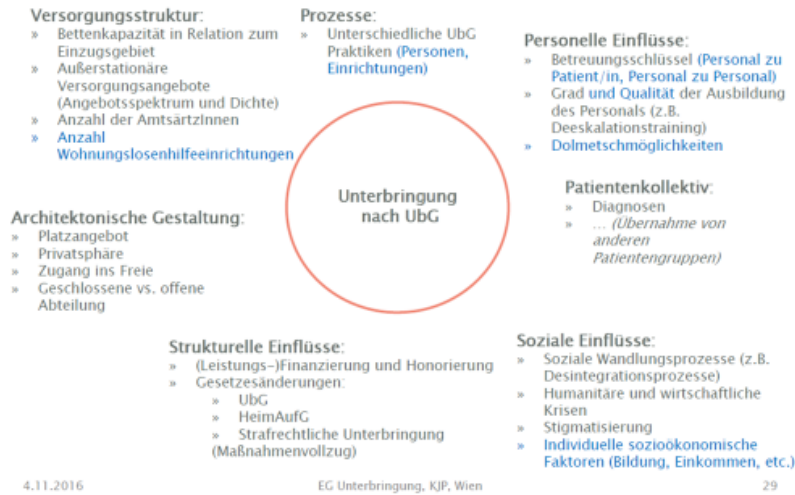 Versorgungsstruktur:
» Bettenkapazität in Relation zum
Einzugsgebiet
» Außerstationäre
Versorgungsangebote
(Angebotsspektrum und Dichte)
» Anzahl der AmtsärtzInnen
» Anzahl
Wohnungslosenhilfeeinrichtungen
Prozesse:
» Unterschiedliche UbG
Praktiken (Personen,
Einrichtungen)
Personelle Einflüsse:
» Betreuungsschlüssel (Personal zu
Patient/in, Personal zu Personal)
» Grad und Qualität der Ausbildung
des Personals (z.B.
Deeskalationstraining)
» Dolmetschmöglichkeiten
Unterbringung
nach UbG
Patientenkollektiv:
» Diagnosen
» ... (Übernahme von
anderen
Patientengruppen)
Architektonische Gestaltung:
» Platzangebot
» Privatsphäre
» Zugang ins Freie
» Geschlossene vs. offene
Abteilung
Strukturelle Einflüsse:
» (Leistungs-)Finanzierung und Honorierung
» Gesetzesänderungen:
» UbG
» HeimAufG
» Strafrechtliche Unterbringung
(Maßnahmenvollzug)
Soziale Einflüsse:
» Soziale Wandlungsprozesse (z.B.
Desintegrationsprozesse)
» Humanitäre und wirtschaftliche
Krisen
» Stigmatisierung
» Individuelle sozioökonomische
Faktoren (Bildung, Einkommen, etc.)
4.11.2016
EG Unterbringung, KJP, Wien
29